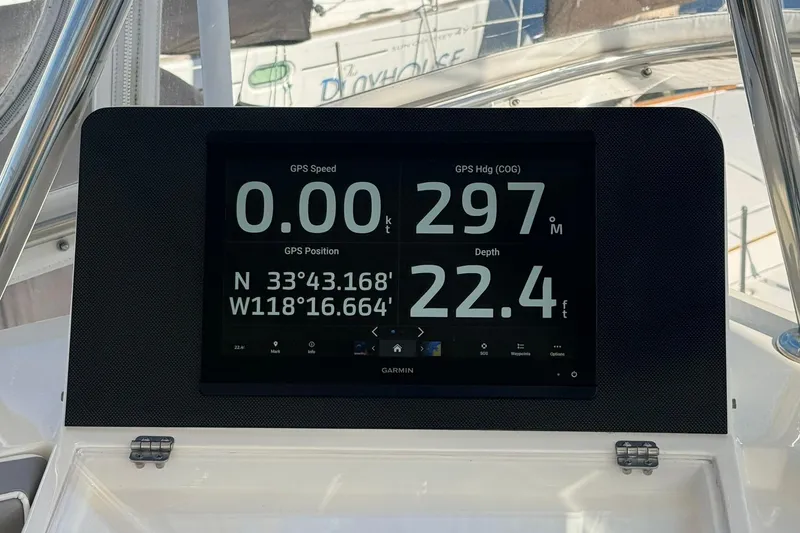 GPS Speed
0.00 kt
GPS Hdg (COG)
297°M
GPS Position
N 33°43.168'
W118°16.664'
Depth
22.4 ft
Mark
Info
SOS
Waypoints
Options
GARMIN